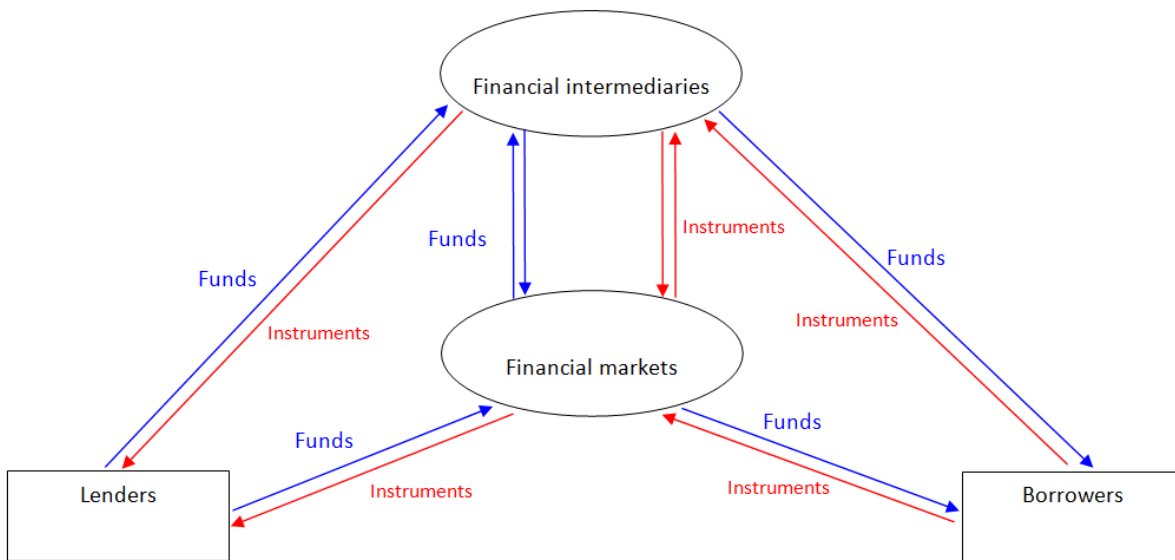 Financial intermediaries
Funds
Instruments
Funds
Funds
Instruments
Instruments
Financial markets
Funds
Funds
Instruments
Instruments
Lenders
Borrowers